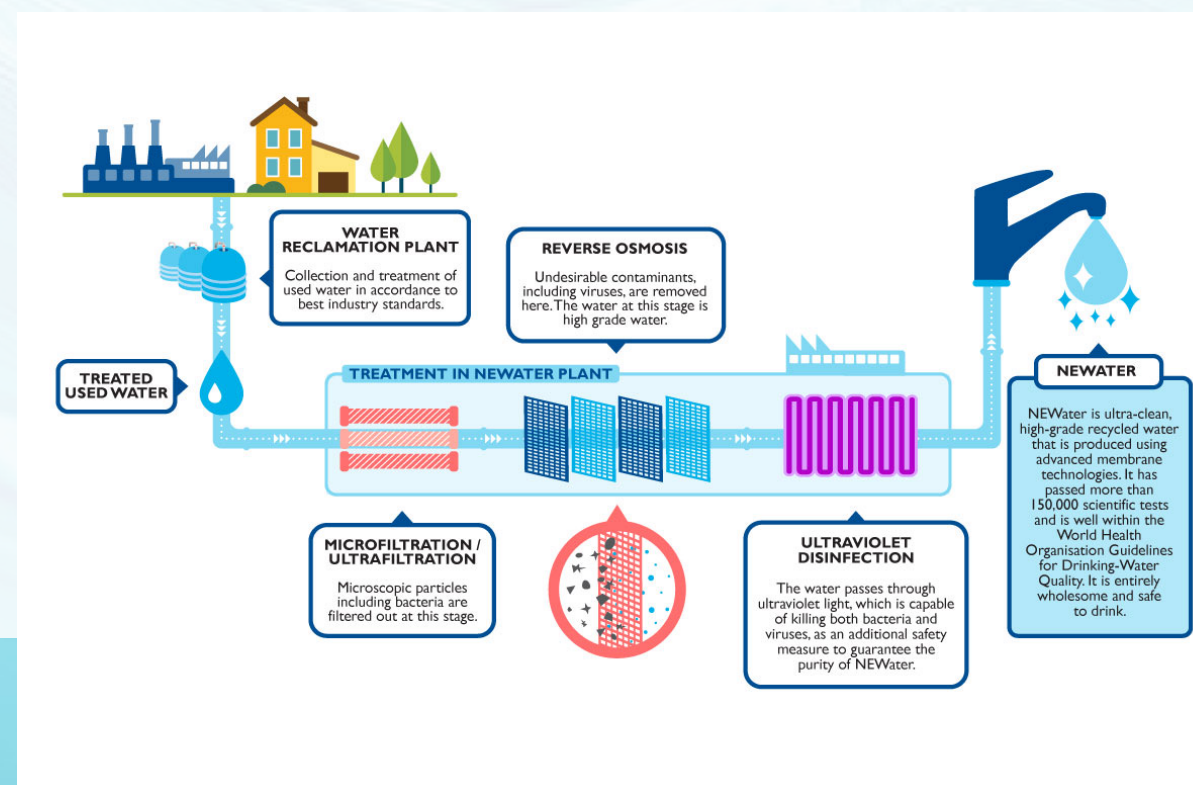 WATER
RECLAMATION PLANT
Collection and treatment of
used water in accordance to
best industry standards.
TREATED
USED WATER
REVERSE OSMOSIS
Undesirable contaminants,
including viruses, are removed
here. The water at this stage is
high grade water.
TREATMENT IN NEWATER PLANT
MICROFILTRATION /
ULTRAFILTRATION
Microscopic particles
including bacteria are
filtered out at this stage.
ULTRAVIOLET
DISINFECTION
The water passes through
ultraviolet light, which is capable
of killing both bacteria and
viruses, as an additional safety
measure to guarantee the
purity of NEWater.
NEWATER
NEWater is ultra-clean,
high-grade recycled water
that is produced using
advanced membrane
technologies. It has
passed more than
150,000 scientific tests
and is well within the
World Health
Organisation Guidelines
for Drinking-Water
Quality. It is entirely
wholesome and safe
to drink.